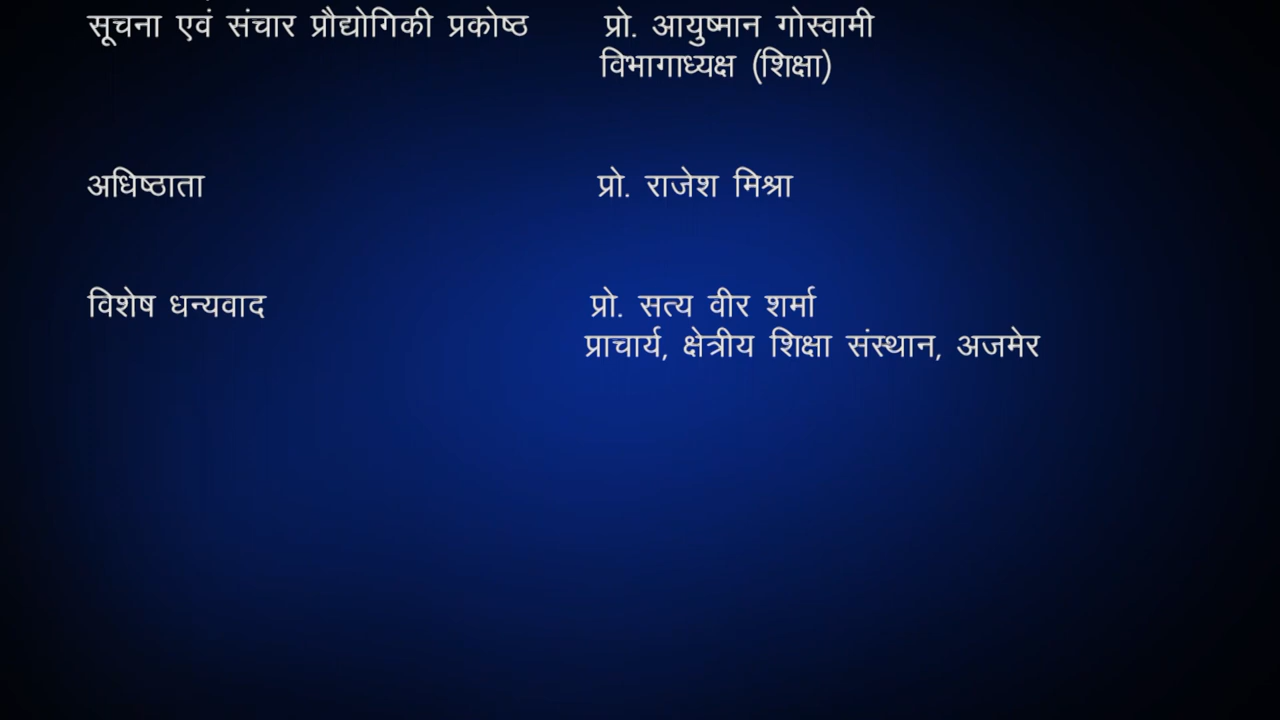 सूचना एवं संचार प्रौद्योगिकी प्रकोष्ठ प्रो. आयुष्मान गोस्वामी
विभागाध्यक्ष (शिक्षा)
अधिष्ठाता प्रो. राजेश मिश्रा
विशेष धन्यवाद प्रो. सत्य वीर शर्मा
प्राचार्य, क्षेत्रीय शिक्षा संस्थान, अजमेर